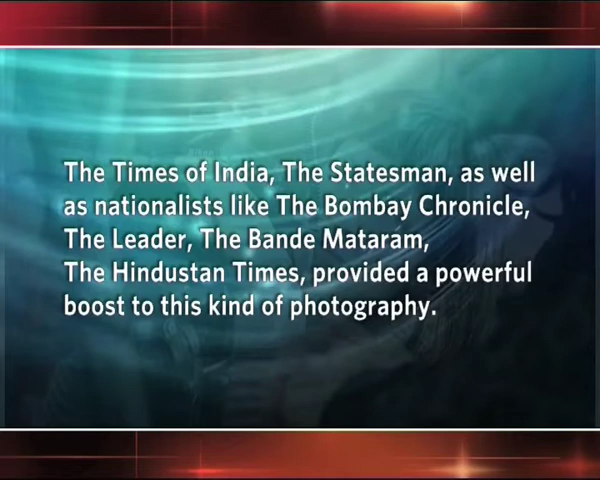 The Times of India, The Statesman, as well
as nationalists like The Bombay Chronicle,
The Leader, The Bande Mataram,
The Hindustan Times, provided a powerful
boost to this kind of photography.